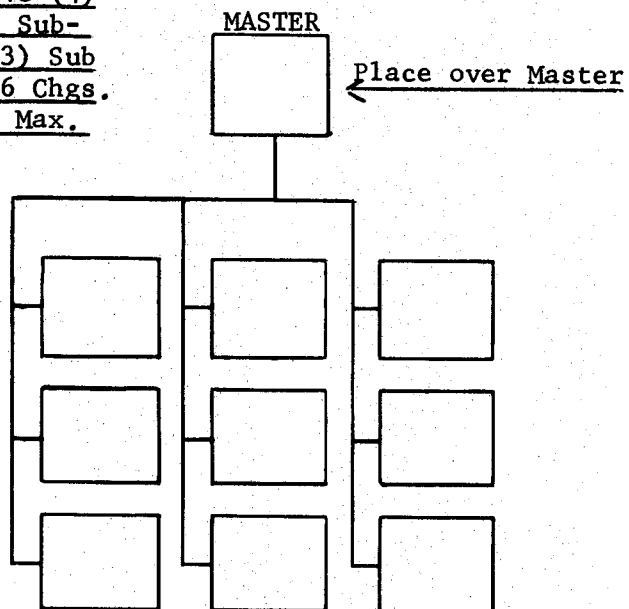 Sub-
3) Sub
6 Chgs.
Max.
MASTER
Place over Master